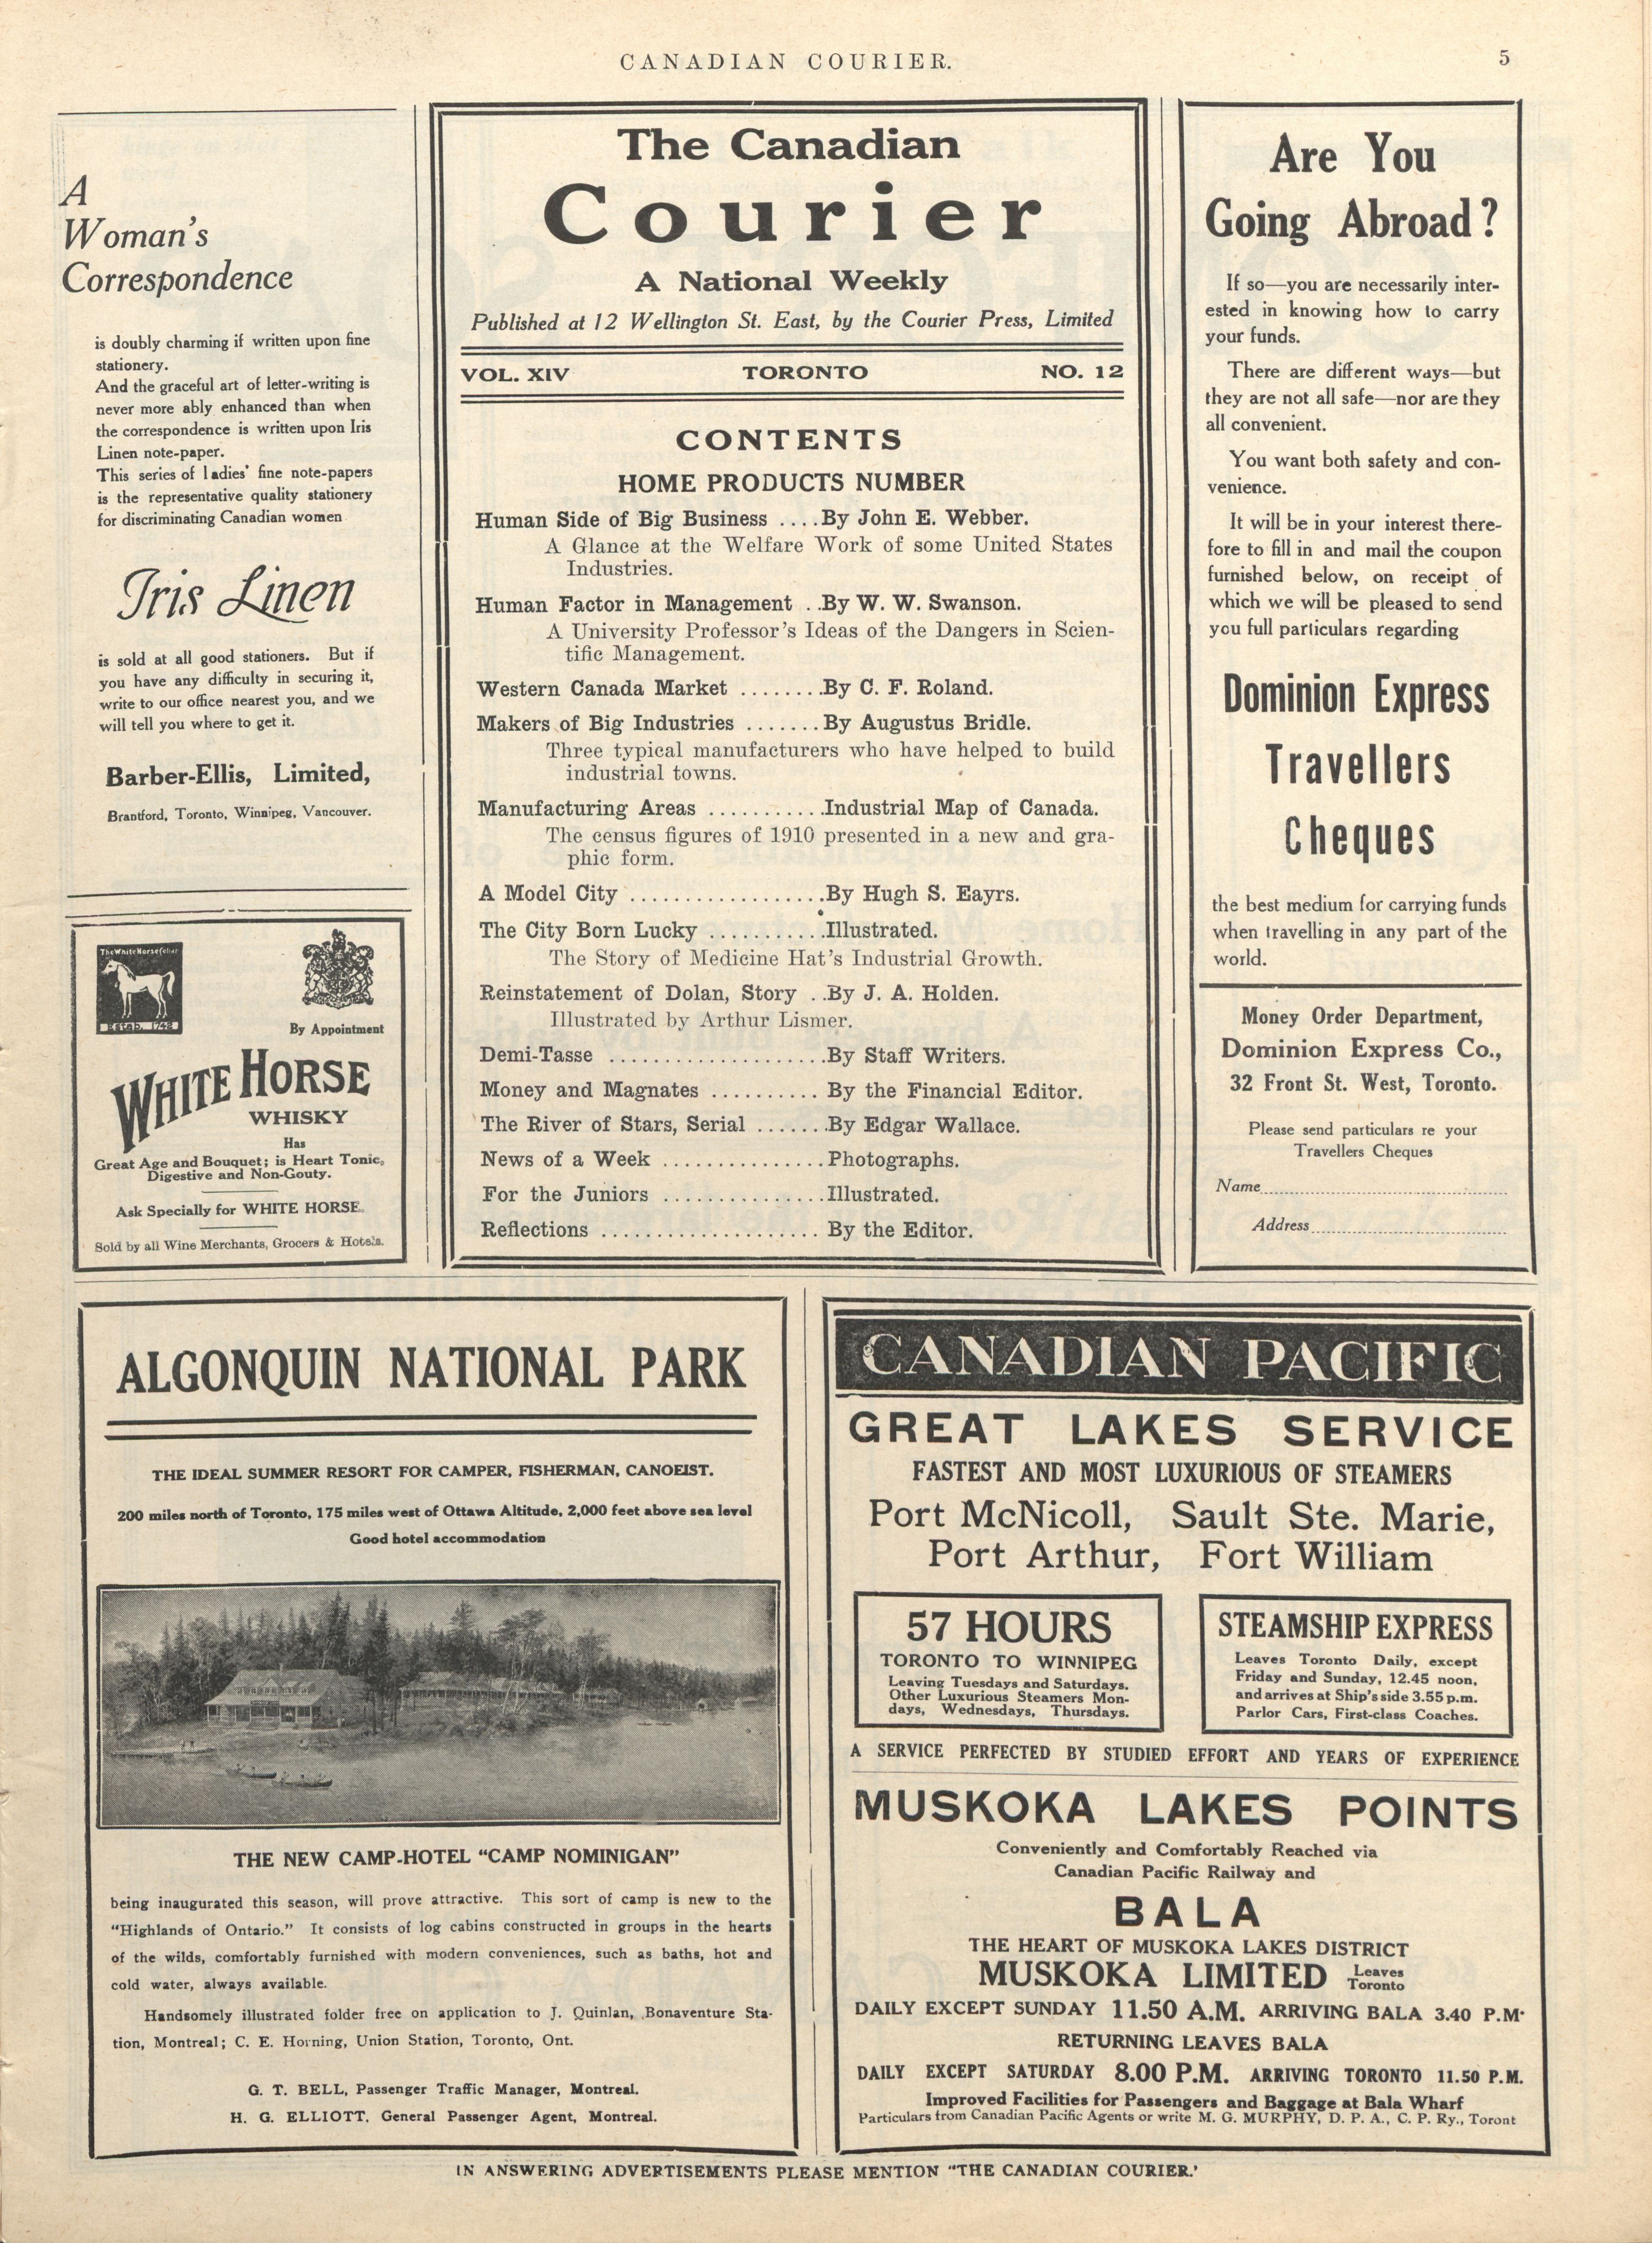 CANADIAN COURIER.
5
A
Woman's
Correspondence
is doubly charming if written upon fine
stationery.
And the graceful art of letter-writing is
never more ably enhanced than when
the correspondence is written upon Iris
Linen note-paper.
This series of ladies' fine note-papers
is the representative quality stationery
for discriminating Canadian women
Iris Linen
is sold at all good stationers. But if
you have any difficulty in securing it,
write to our office nearest you, and we
will tell you where to get it.
Barber-Ellis, Limited,
Brantford, Toronto, Winnipeg, Vancouver.
The White Horse Cellar
Estab. 1742
By Appointment
WHITE HORSE
WHISKY
Has
Great Age and Bouquet; is Heart Tonic,
Digestive and Non-Gouty.
Ask Specially for WHITE HORSE.
Sold by all Wine Merchants, Grocers & Hotels.
The Canadian
Courier
A National Weekly
Published at 12 Wellington St. East, by the Courier Press, Limited
VOL. XIV TORONTO NO. 12
CONTENTS
HOME PRODUCTS NUMBER
Human Side of Big Business ....By John E. Webber.
A Glance at the Welfare Work of some United States
Industries.
Human Factor in Management ..By W. W. Swanson.
A University Professor's Ideas of the Dangers in Scien-
tific Management.
Western Canada Market ........By C. F. Roland.
Makers of Big Industries .......By Augustus Bridle.
Three typical manufacturers who have helped to build
industrial towns.
Manufacturing Areas ...........Industrial Map of Canada.
The census figures of 1910 presented in a new and gra-
phic form.
A Model City ..................By Hugh S. Eayrs.
The City Born Lucky ...........Illustrated.
The Story of Medicine Hat's Industrial Growth.
Reinstatement of Dolan, Story ..By J. A. Holden.
Illustrated by Arthur Lismer.
Demi-Tasse ....................By Staff Writers.
Money and Magnates .......... By the Financial Editor.
The River of Stars, Serial .......By Edgar Wallace.
News of a Week ...............Photographs.
For the Juniors ...............Illustrated.
Reflections .................... By the Editor.
Are You
Going Abroad?
If so—you are necessarily inter-
ested in knowing how to carry
your funds.
There are different ways—but
they are not all safe—nor are they
all convenient.
You want both safety and con-
venience.
It will be in your interest there-
fore to fill in and mail the coupon
furnished below, on receipt of
which we will be pleased to send
you full particulars regarding
Dominion Express
Travellers
Cheques
the best medium for carrying funds
when travelling in any part of the
world.
Money Order Department,
Dominion Express Co.,
32 Front St. West, Toronto.
Please send particulars re your
Travellers Cheques
Name
Address
ALGONQUIN NATIONAL PARK
THE IDEAL SUMMER RESORT FOR CAMPER, FISHERMAN, CANOEIST.
200 miles north of Toronto, 175 miles west of Ottawa Altitude, 2,000 feet above sea level
Good hotel accommodation
THE NEW CAMP-HOTEL "CAMP NOMINIGAN"
being inaugurated this season, will prove attractive. This sort of camp is new to the
"Highlands of Ontario." It consists of log cabins constructed in groups in the hearts
of the wilds, comfortably furnished with modern conveniences, such as baths, hot and
cold water, always available.
Handsomely illustrated folder free on application to J. Quinlan, Bonaventure Sta-
tion, Montreal; C. E. Horning, Union Station, Toronto, Ont.
G. T. BELL, Passenger Traffic Manager, Montreal.
H. G. ELLIOTT, General Passenger Agent, Montreal.
CANADIAN PACIFIC
GREAT LAKES SERVICE
FASTEST AND MOST LUXURIOUS OF STEAMERS
Port McNicoll, Sault Ste. Marie,
Port Arthur, Fort William
57 HOURS
TORONTO TO WINNIPEG
Leaving Tuesdays and Saturdays.
Other Luxurious Steamers Mon-
days, Wednesdays, Thursdays.
STEAMSHIP EXPRESS
Leaves Toronto Daily, except
Friday and Sunday, 12.45 noon,
and arrives at Ship's side 3.55 p.m.
Parlor Cars, First-class Coaches.
A SERVICE PERFECTED BY STUDIED EFFORT AND YEARS OF EXPERIENCE
MUSKOKA LAKES POINTS
Conveniently and Comfortably Reached via
Canadian Pacific Railway and
BALA
THE HEART OF MUSKOKA LAKES DISTRICT
MUSKOKA LIMITED Leaves Toronto
DAILY EXCEPT SUNDAY 11.50 A.M. ARRIVING BALA 3.40 P.M.
RETURNING LEAVES BALA
DAILY EXCEPT SATURDAY 8.00 P.M. ARRIVING TORONTO 11.50 P.M.
Improved Facilities for Passengers and Baggage at Bala Wharf
Particulars from Canadian Pacific Agents or write M. G. MURPHY, D. P. A., C. P. Ry., Toront
IN ANSWERING ADVERTISEMENTS PLEASE MENTION "THE CANADIAN COURIER.'